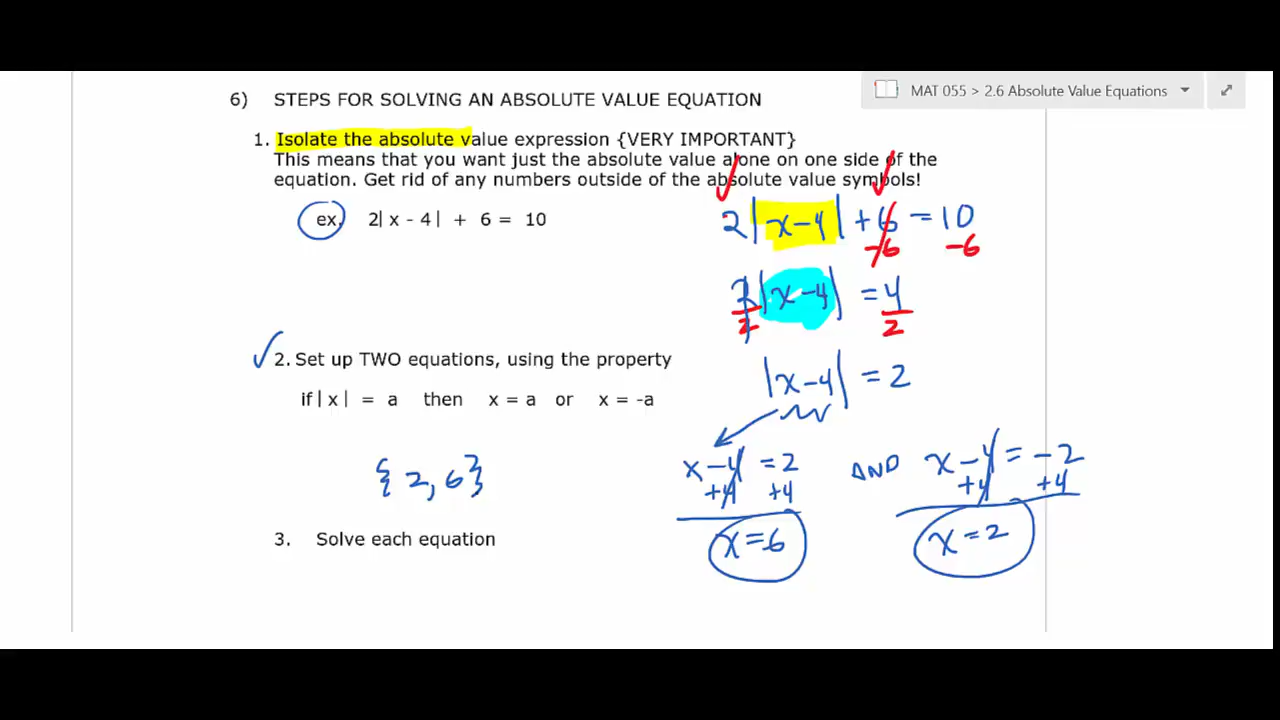 6) STEPS FOR SOLVING AN ABSOLUTE VALUE EQUATION
MAT 055 > 2.6 Absolute Value Equations
1. Isolate the absolute value expression {VERY IMPORTANT}
This means that you want just the absolute value alone on one side of the
equation. Get rid of any numbers outside of the absolute value symbols!
ex. 2| x - 4 | + 6 = 10
2|x-4| +6 = 10
-6 -6
2|x-4| = 4
2 2
2. Set up TWO equations, using the property
|x-4| = 2
if | x | = a then x = a or x = -a
x-4 = 2 AND x-4 = -2
+4 +4 +4 +4
{2, 6}
3. Solve each equation
x=6 x=2